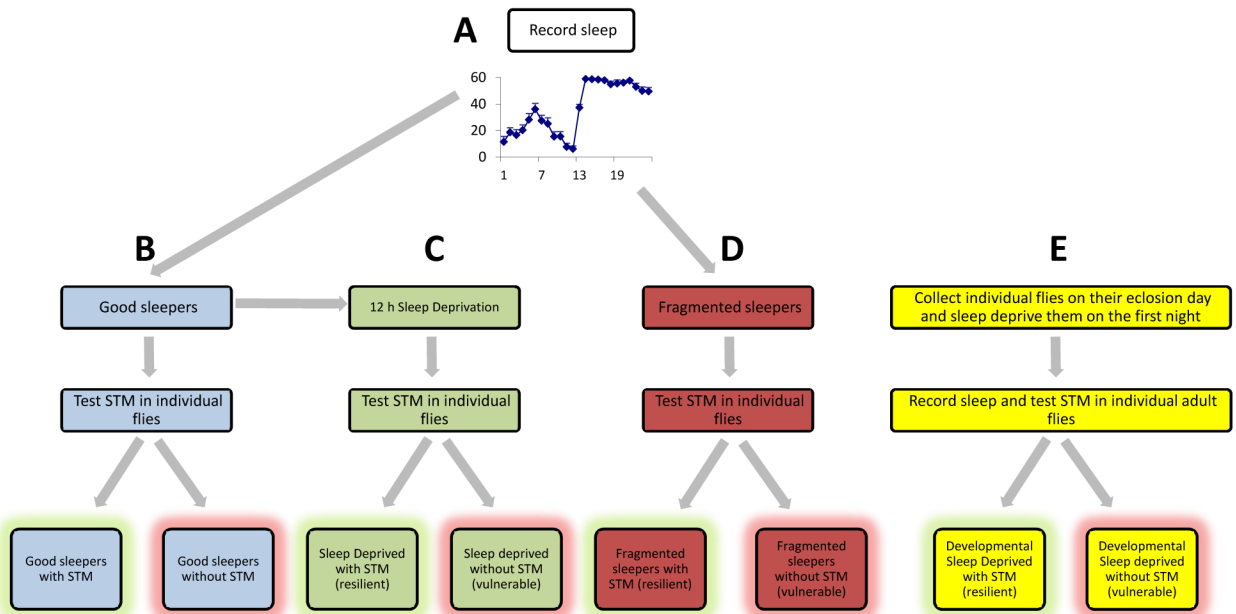 A
Record sleep
60
40
20
0
1 7 13 19
B
C
D
E
Good sleepers
12 h Sleep Deprivation
Fragmented sleepers
Collect individual flies on their eclosion day
and sleep deprive them on the first night
Test STM in individual
flies
Test STM in individual
flies
Test STM in individual
flies
Record sleep and test STM in individual adult
flies
Good sleepers
with STM
Good sleepers
without STM
Sleep Deprived
with STM
(resilient)
Sleep deprived
without STM
(vulnerable)
Fragmented
sleepers with
STM (resilient)
Fragmented
sleepers
without STM
(vulnerable)
Developmental
Sleep Deprived
with STM
(resilient)
Developmental
Sleep deprived
without STM
(vulnerable)